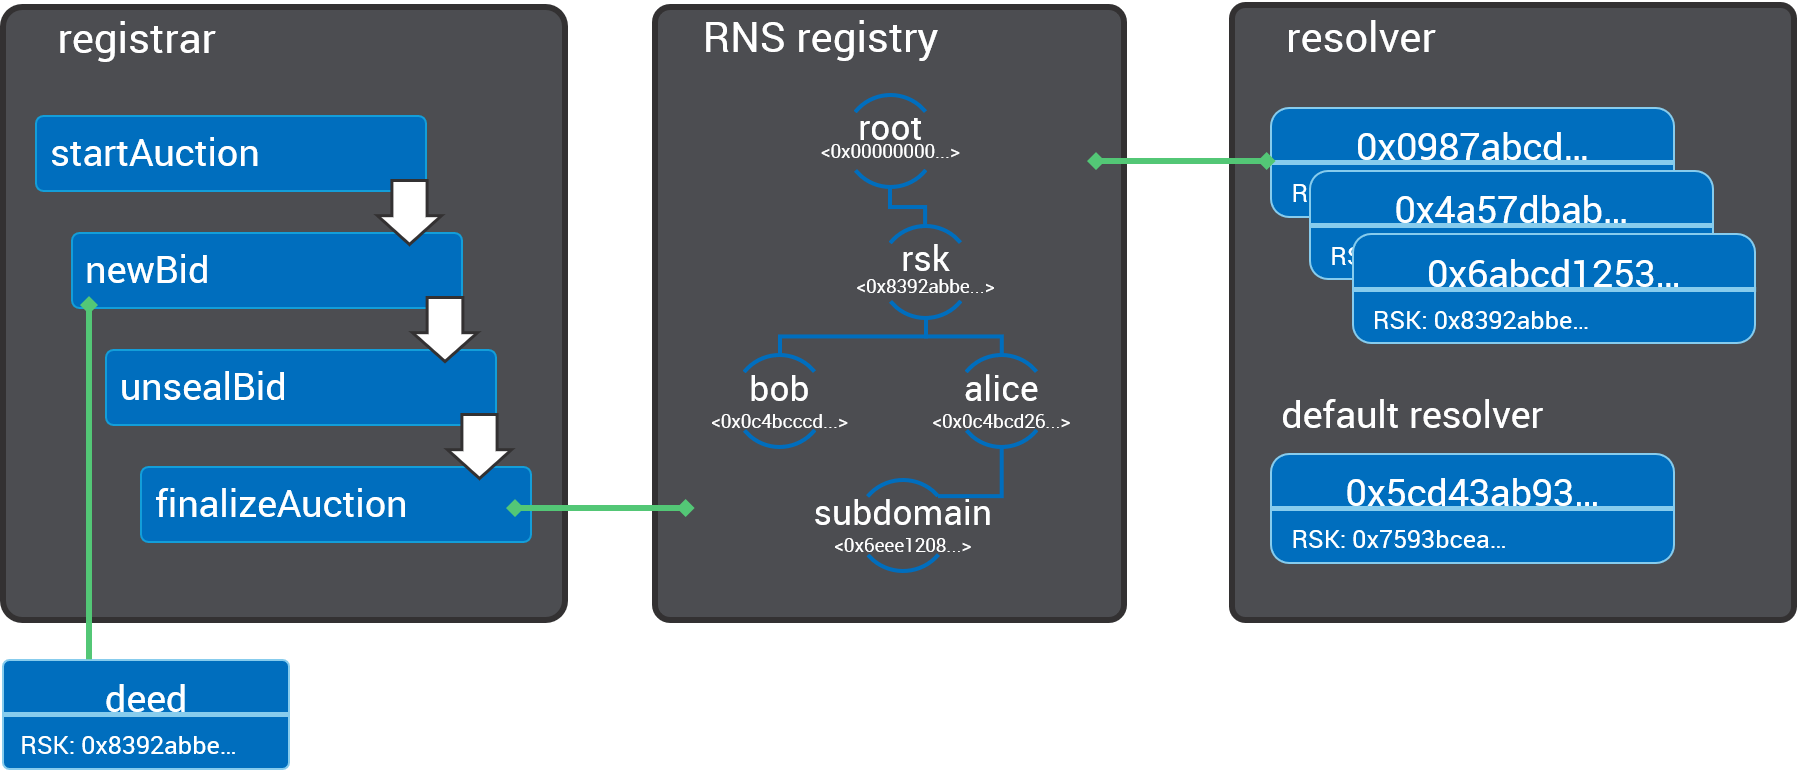 registrar
startAuction
newBid
unsealBid
finalizeAuction
deed
RSK: 0x8392abbe...
RNS registry
root
<0x00000000...>
rsk
<0x8392abbe...>
bob
<0x0c4bcccd...>
alice
<0x0c4bcd26...>
subdomain
<0x6eee1208...>
resolver
0x0987abcd...
R
0x4a57dbab...
RS
0x6abcd1253...
RSK: 0x8392abbe...
default resolver
0x5cd43ab93...
RSK: 0x7593bcea...